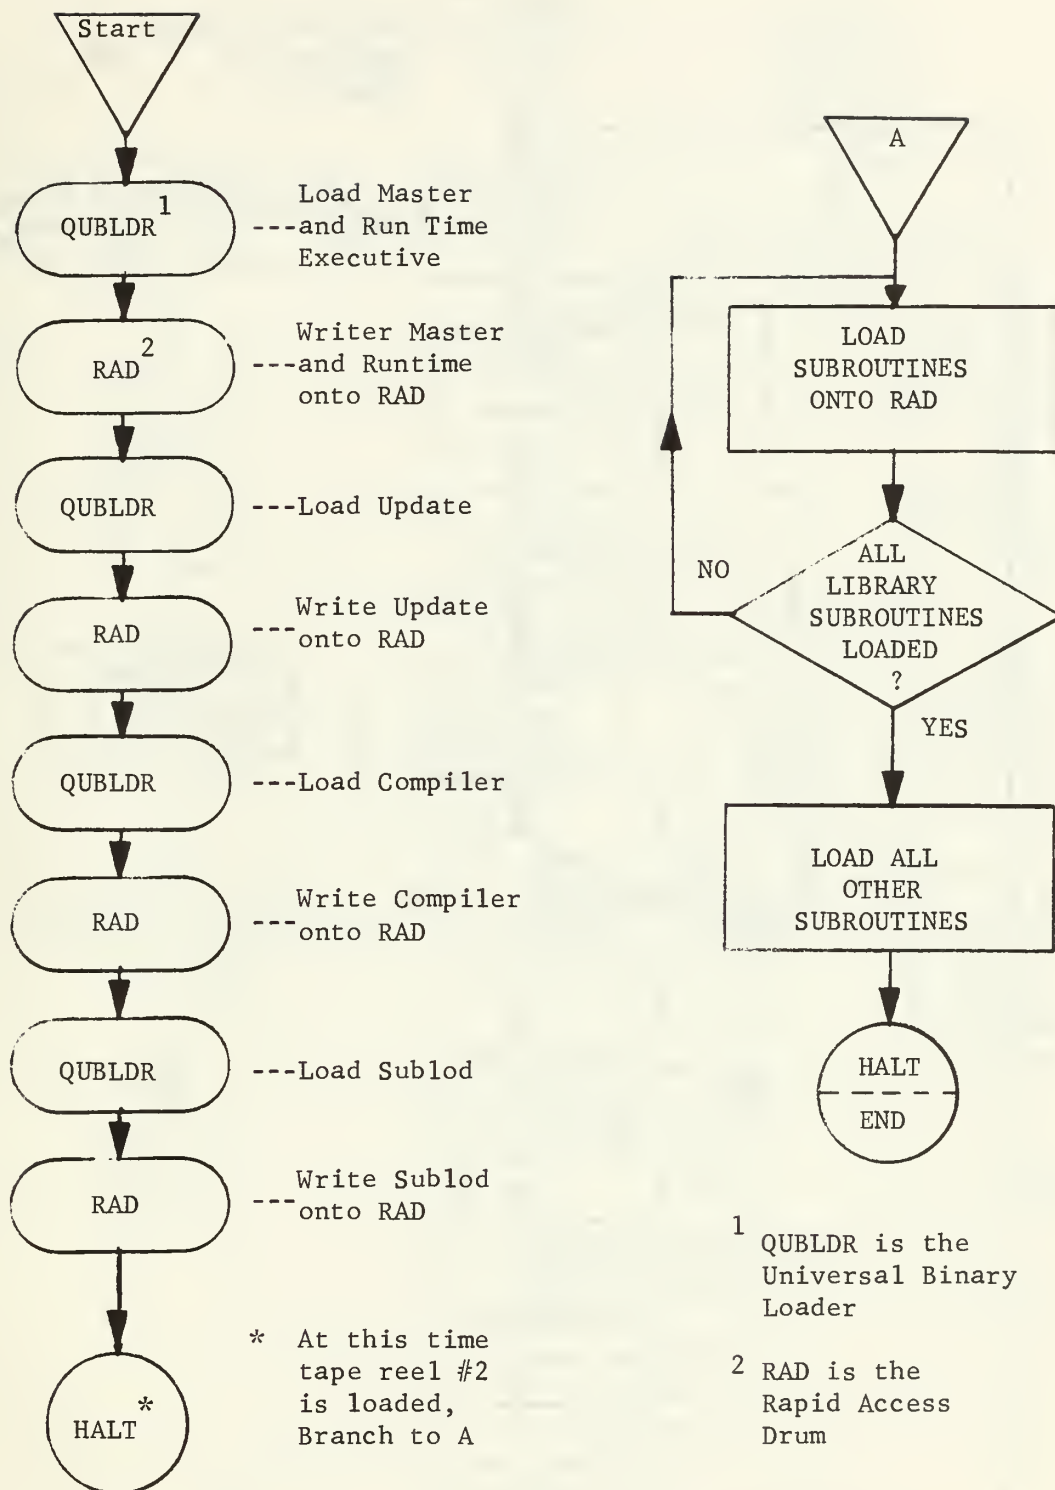 Start
QUBLDR 1
---Load Master
and Run Time
Executive
RAD 2
---Writer Master
and Runtime
onto RAD
QUBLDR
---Load Update
RAD
---Write Update
onto RAD
QUBLDR
---Load Compiler
RAD
---Write Compiler
onto RAD
QUBLDR
---Load Sublod
RAD
---Write Sublod
onto RAD
HALT *
* At this time
tape reel #2
is loaded,
Branch to A
A
LOAD
SUBROUTINES
ONTO RAD
ALL
LIBRARY
SUBROUTINES
LOADED
?
NO
YES
LOAD ALL
OTHER
SUBROUTINES
HALT
END
1 QUBLDR is the
Universal Binary
Loader
2 RAD is the
Rapid Access
Drum